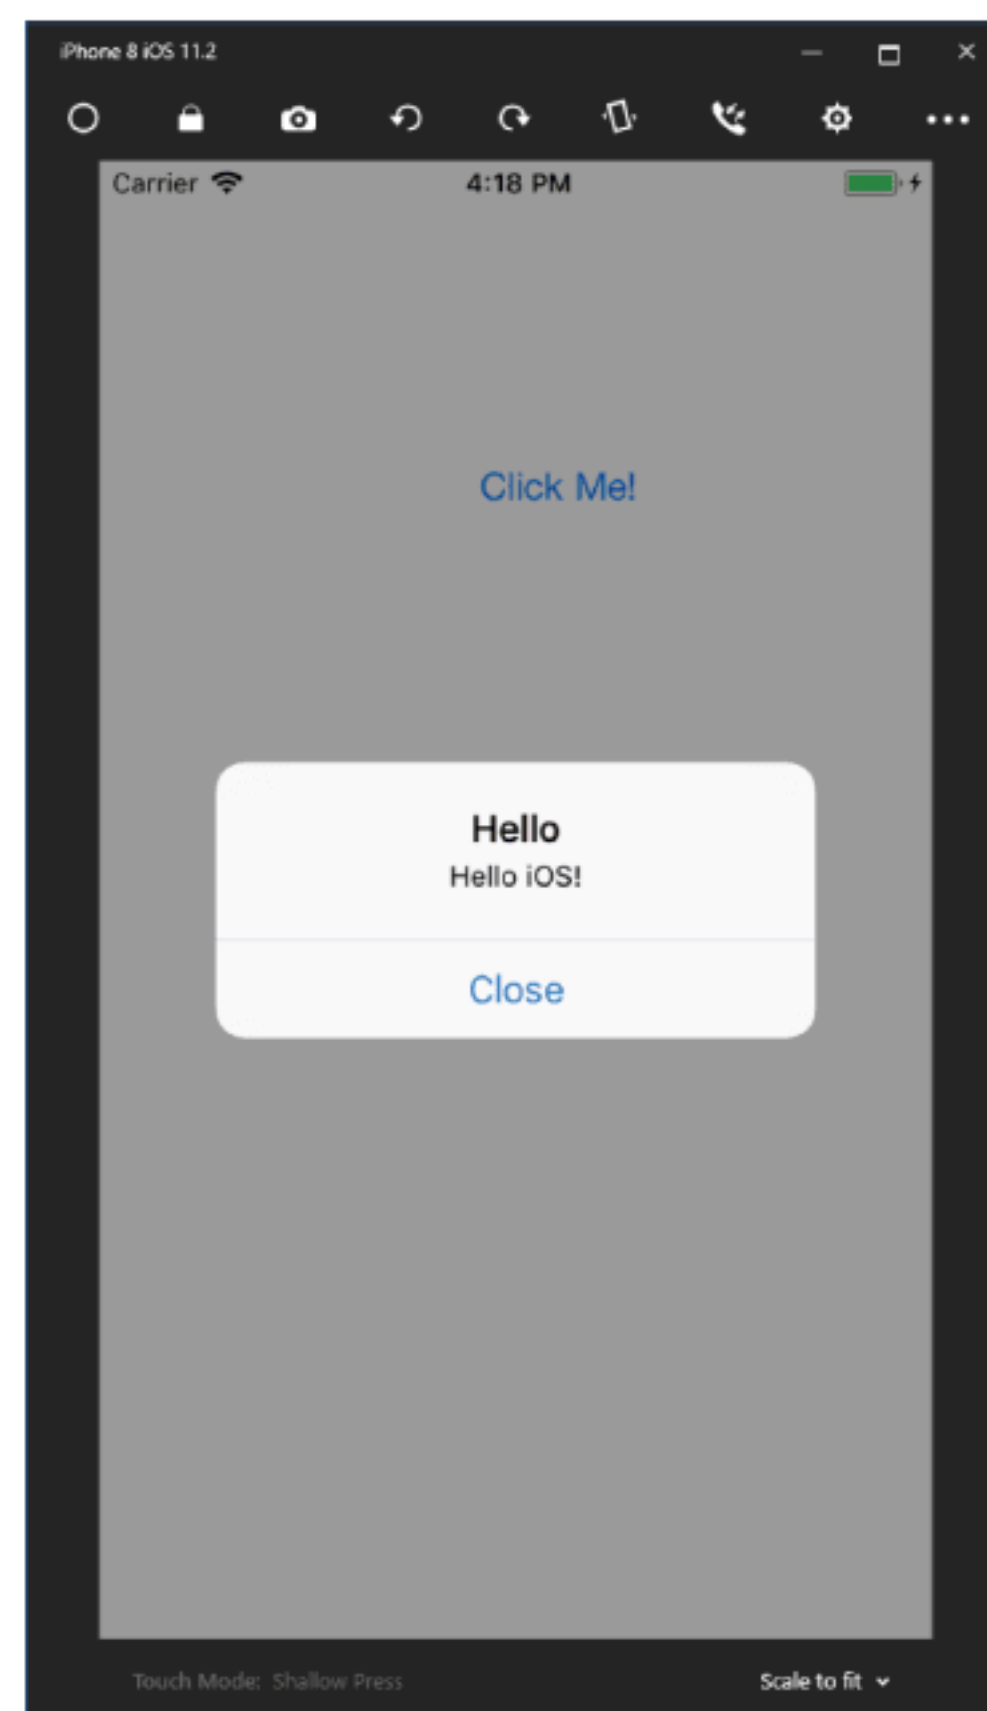 iPhone 8 iOS 11.2
Carrier 4:18 PM
Click Me!
Hello
Hello iOS!
Close
Touch Mode: Shallow Press Scale to fit